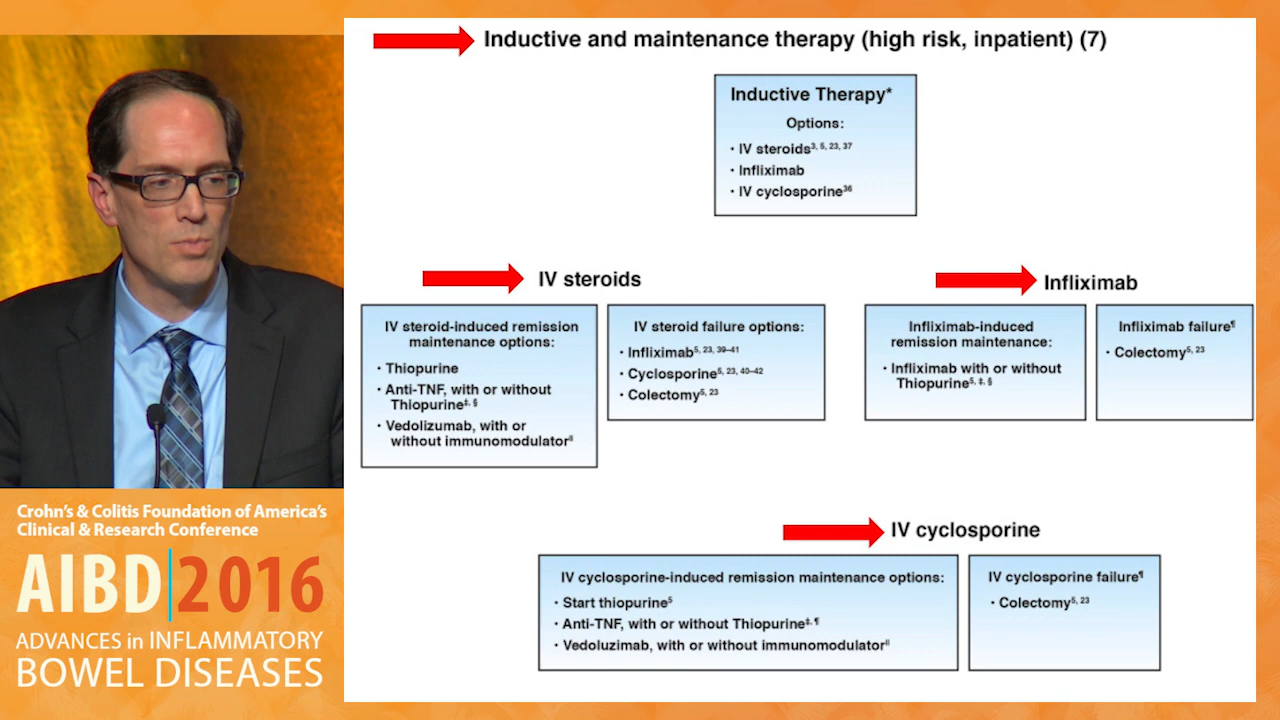 Inductive and maintenance therapy (high risk, inpatient) (7)
Inductive Therapy*
Options:
· IV steroids3, 5, 23, 37
· Infliximab
· IV cyclosporine36
IV steroids
IV steroid-induced remission
maintenance options:
· Thiopurine
· Anti-TNF, with or without
Thiopurine‡, §
· Vedolizumab, with or
without immunomodulator||
IV steroid failure options:
· Infliximab5, 23, 39–41
· Cyclosporine5, 23, 40–42
· Colectomy5, 23
Infliximab
Infliximab-induced
remission maintenance:
· Infliximab with or without
Thiopurine5, ‡, §
Infliximab failure¶
· Colectomy5, 23
IV cyclosporine
IV cyclosporine-induced remission maintenance options:
· Start thiopurine5
· Anti-TNF, with or without Thiopurine‡, ¶
· Vedoluzimab, with or without immunomodulator||
IV cyclosporine failure¶
· Colectomy5, 23
Crohn's & Colitis Foundation of America's
Clinical & Research Conference
AIBD|2016
ADVANCES in INFLAMMATORY
BOWEL DISEASES